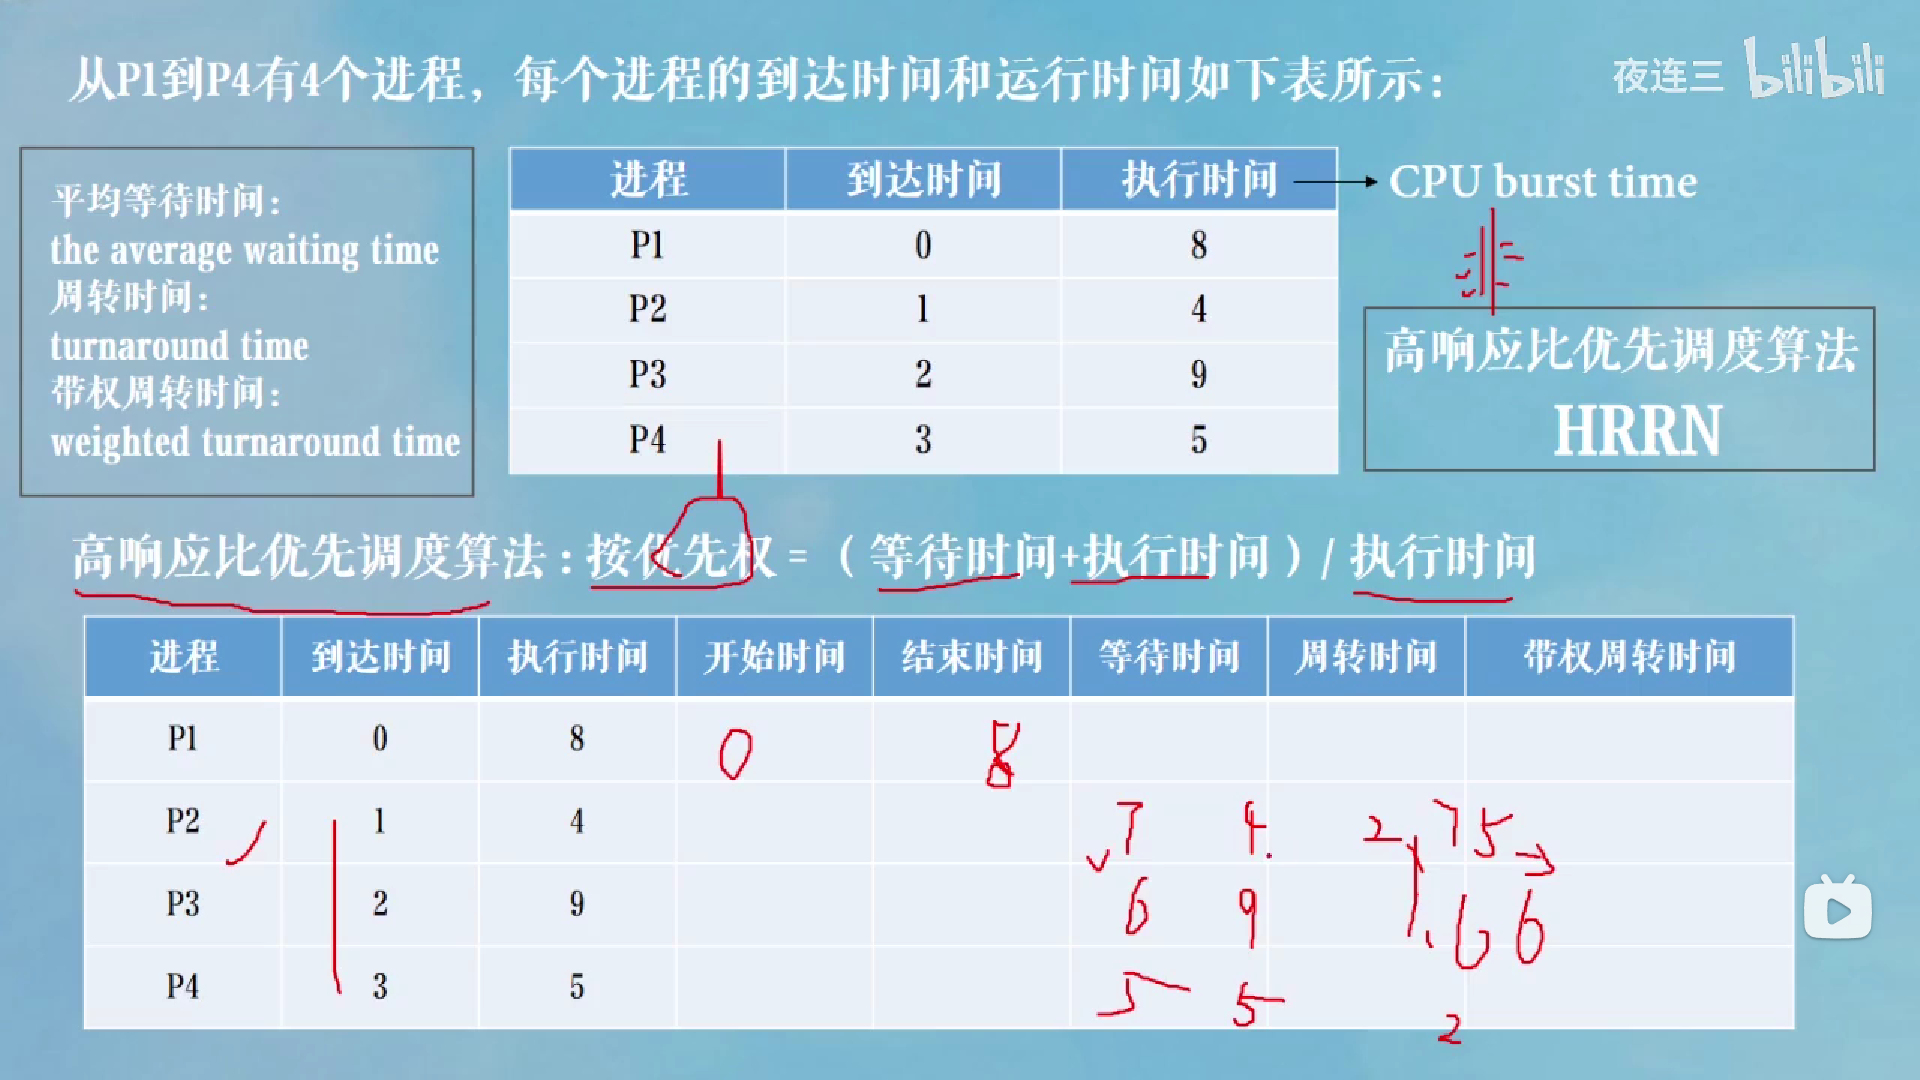 从P1到P4有4个进程，每个进程的到达时间和运行时间如下表所示：
夜连三 bilibili
平均等待时间：
the average waiting time
周转时间：
turnaround time
带权周转时间：
weighted turnaround time
进程 到达时间 执行时间 CPU burst time
P1 0 8
P2 1 4
P3 2 9
P4 3 5
非
高响应比优先调度算法
HRRN
高响应比优先调度算法：按优先权=（等待时间+执行时间）/ 执行时间
进程 到达时间 执行时间 开始时间 结束时间 等待时间 周转时间 带权周转时间
P1 0 8 0 8
P2 1 4 7 4 2.75
P3 2 9 6 9 1.66
P4 3 5 5 5 2